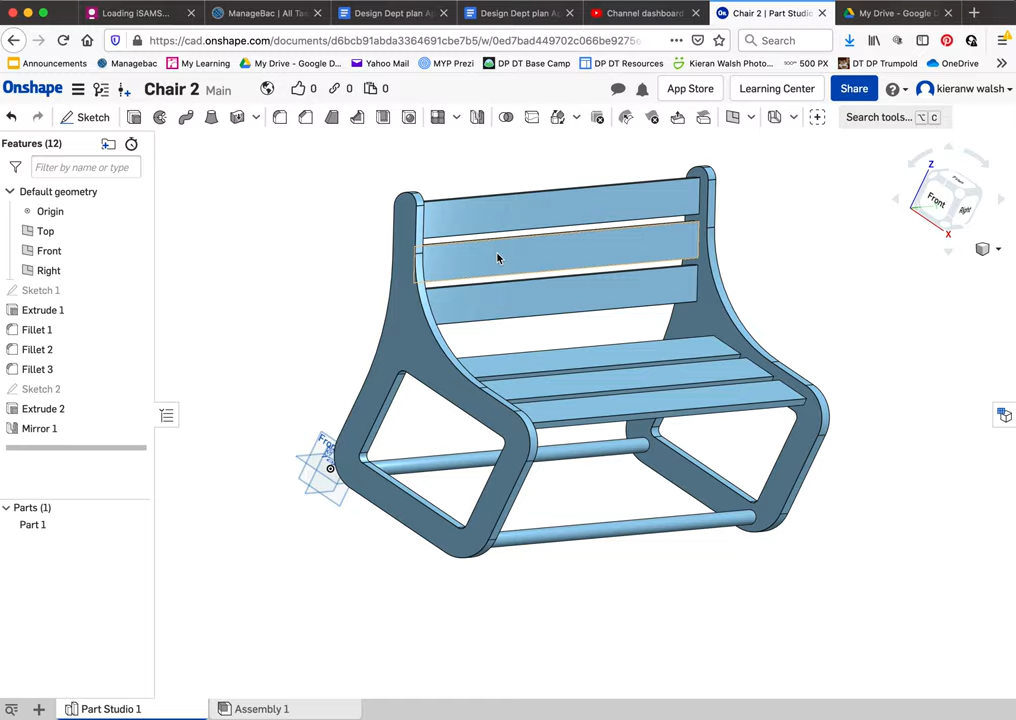 Loading iSAMS...
ManageBac | All Tas
Design Dept plan Ap
Design Dept plan Ap
Channel dashboard
Chair 2 | Part Studio
My Drive - Google D
https://cad.onshape.com/documents/d6bcb91abda3364691cbe7b5/w/0ed7bad449702c066be9275e
Search
Announcements
Managebac
My Learning
My Drive - Google D...
Yahoo Mail
MYP Prezi
DP DT Base Camp
DP DT Resources
Kieran Walsh Photo...
500 PX
DT DP Trumpold
OneDrive
Onshape
Chair 2 Main
0
0
0
App Store
Learning Center
Share
kieranw walsh
Sketch
Search tools...
C
Features (12)
Filter by name or type
Default geometry
Origin
Top
Front
Right
Sketch 1
Extrude 1
Fillet 1
Fillet 2
Fillet 3
Sketch 2
Extrude 2
Mirror 1
Parts (1)
Part 1
Z
Front
Right
X
Part Studio 1
Assembly 1